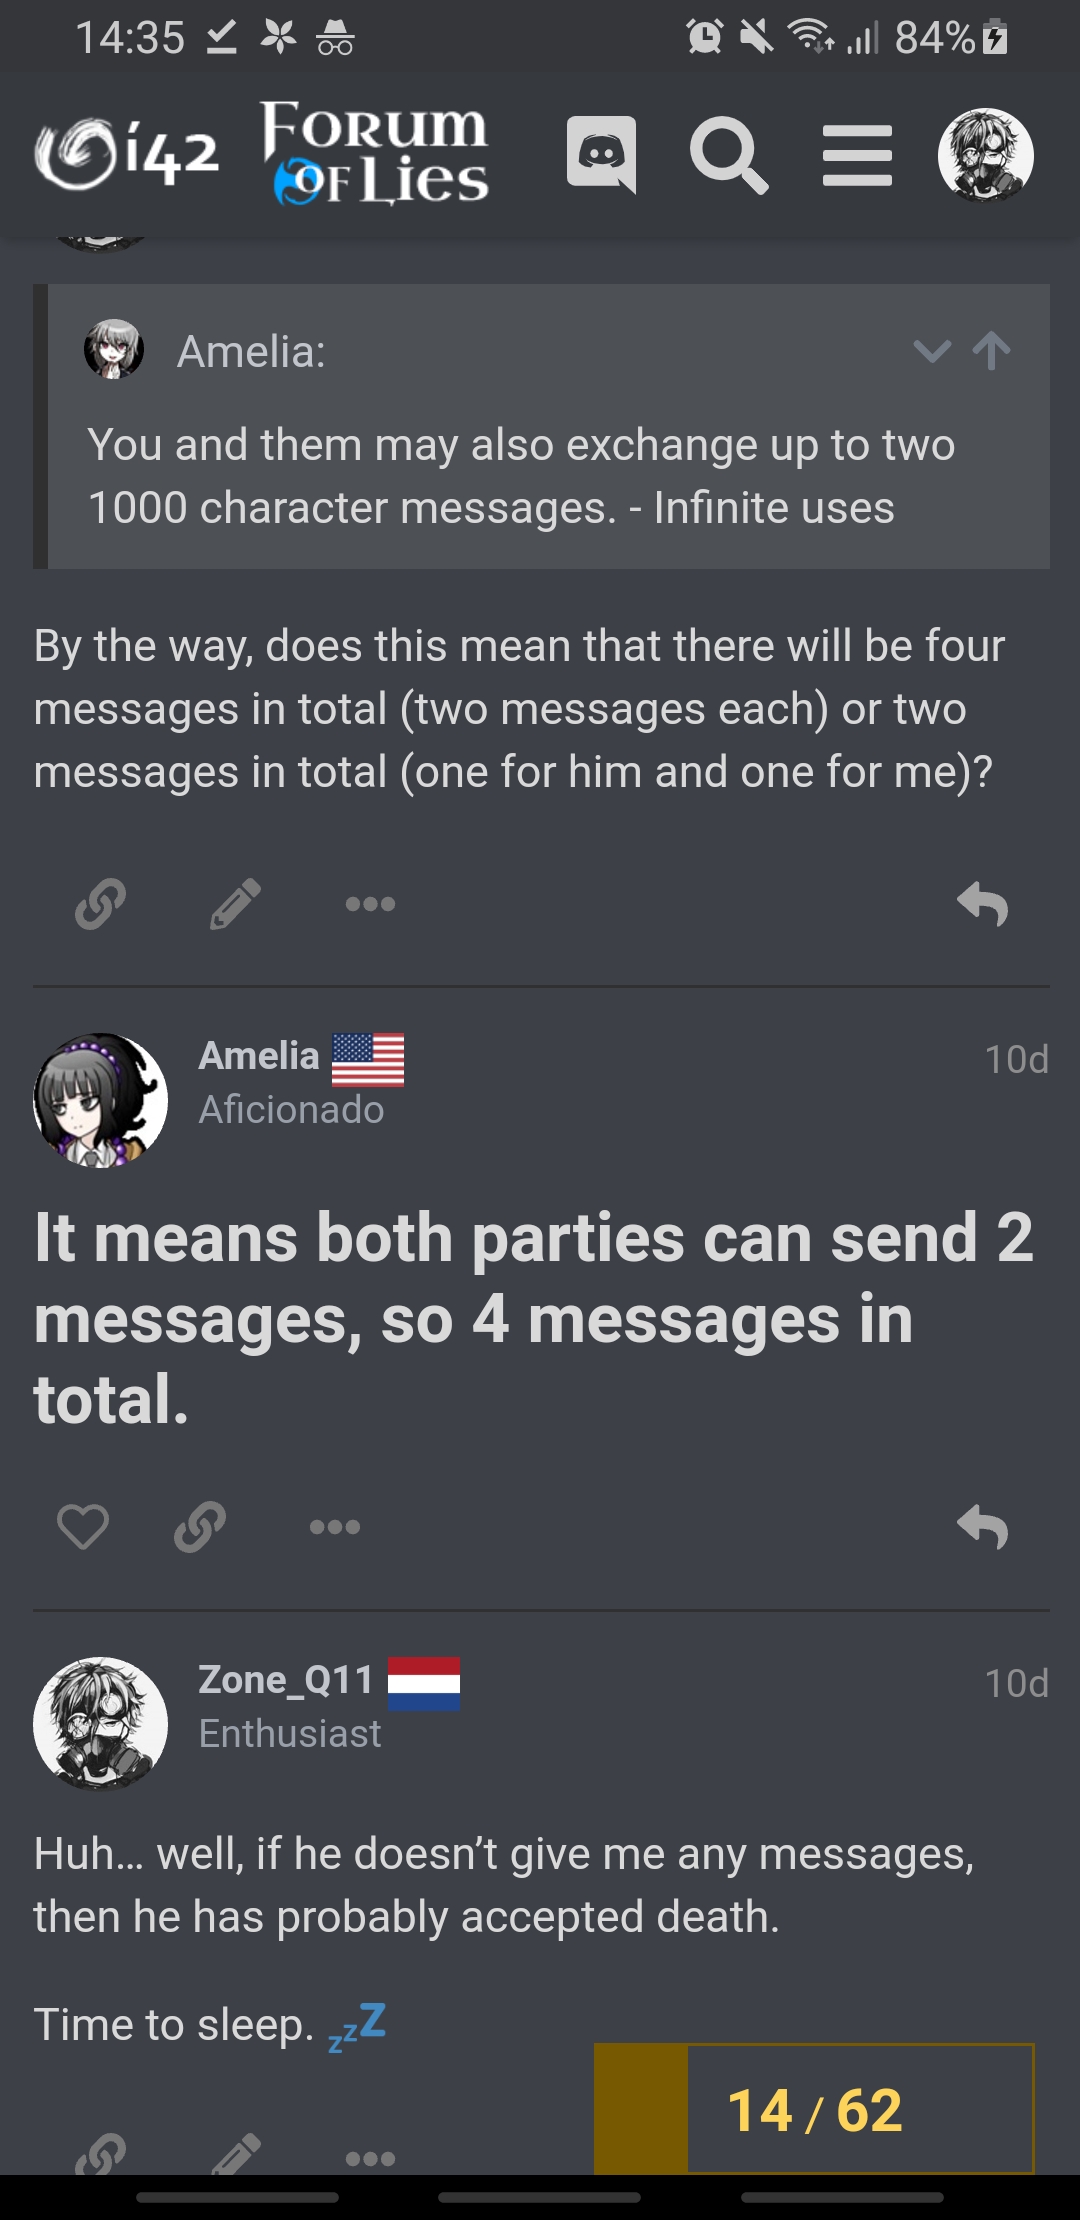 14:35
84%
í42
Forum
of Lies
Amelia:
You and them may also exchange up to two
1000 character messages. - Infinite uses
By the way, does this mean that there will be four
messages in total (two messages each) or two
messages in total (one for him and one for me)?
Amelia
10d
Aficionado
It means both parties can send 2
messages, so 4 messages in
total.
Zone_Q11
10d
Enthusiast
Huh... well, if he doesn’t give me any messages,
then he has probably accepted death.
Time to sleep. zzZ
14 / 62